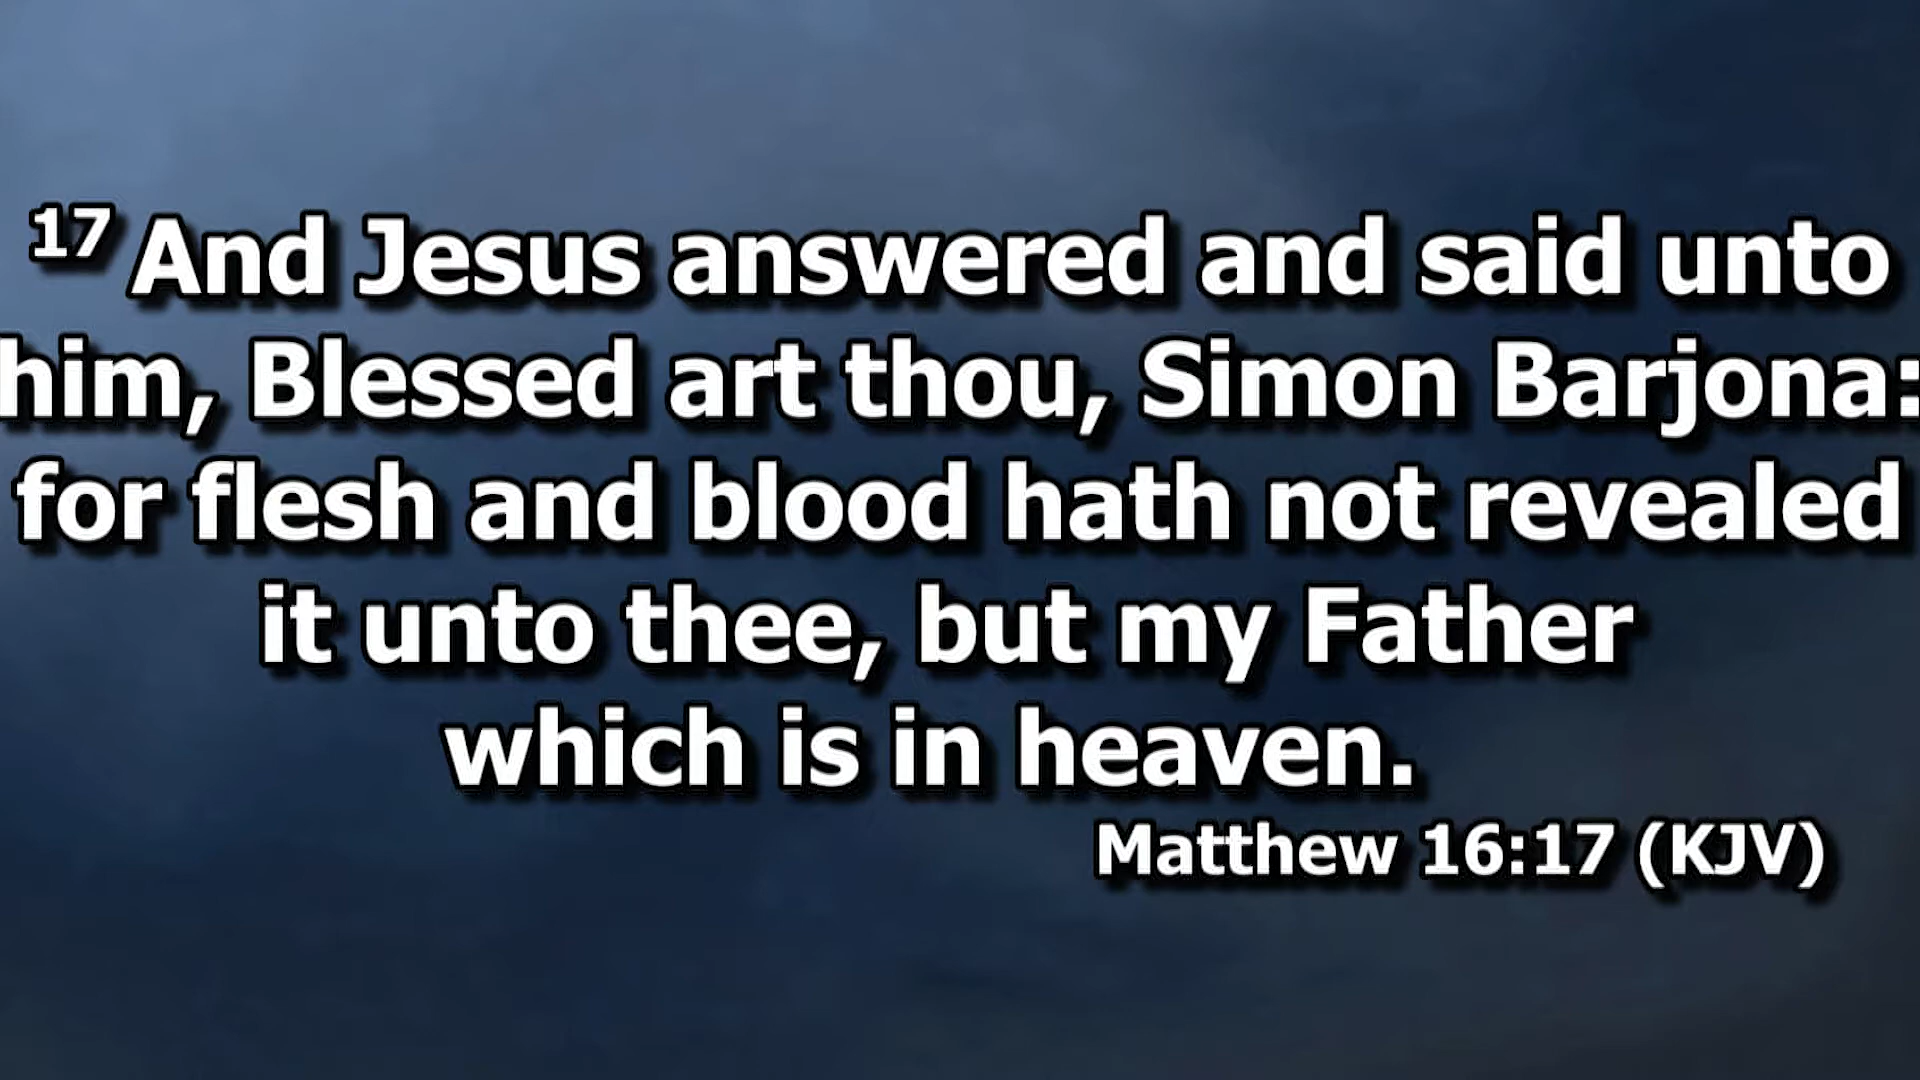 17 And Jesus answered and said unto
him, Blessed art thou, Simon Barjona:
for flesh and blood hath not revealed
it unto thee, but my Father
which is in heaven.
Matthew 16:17 (KJV)